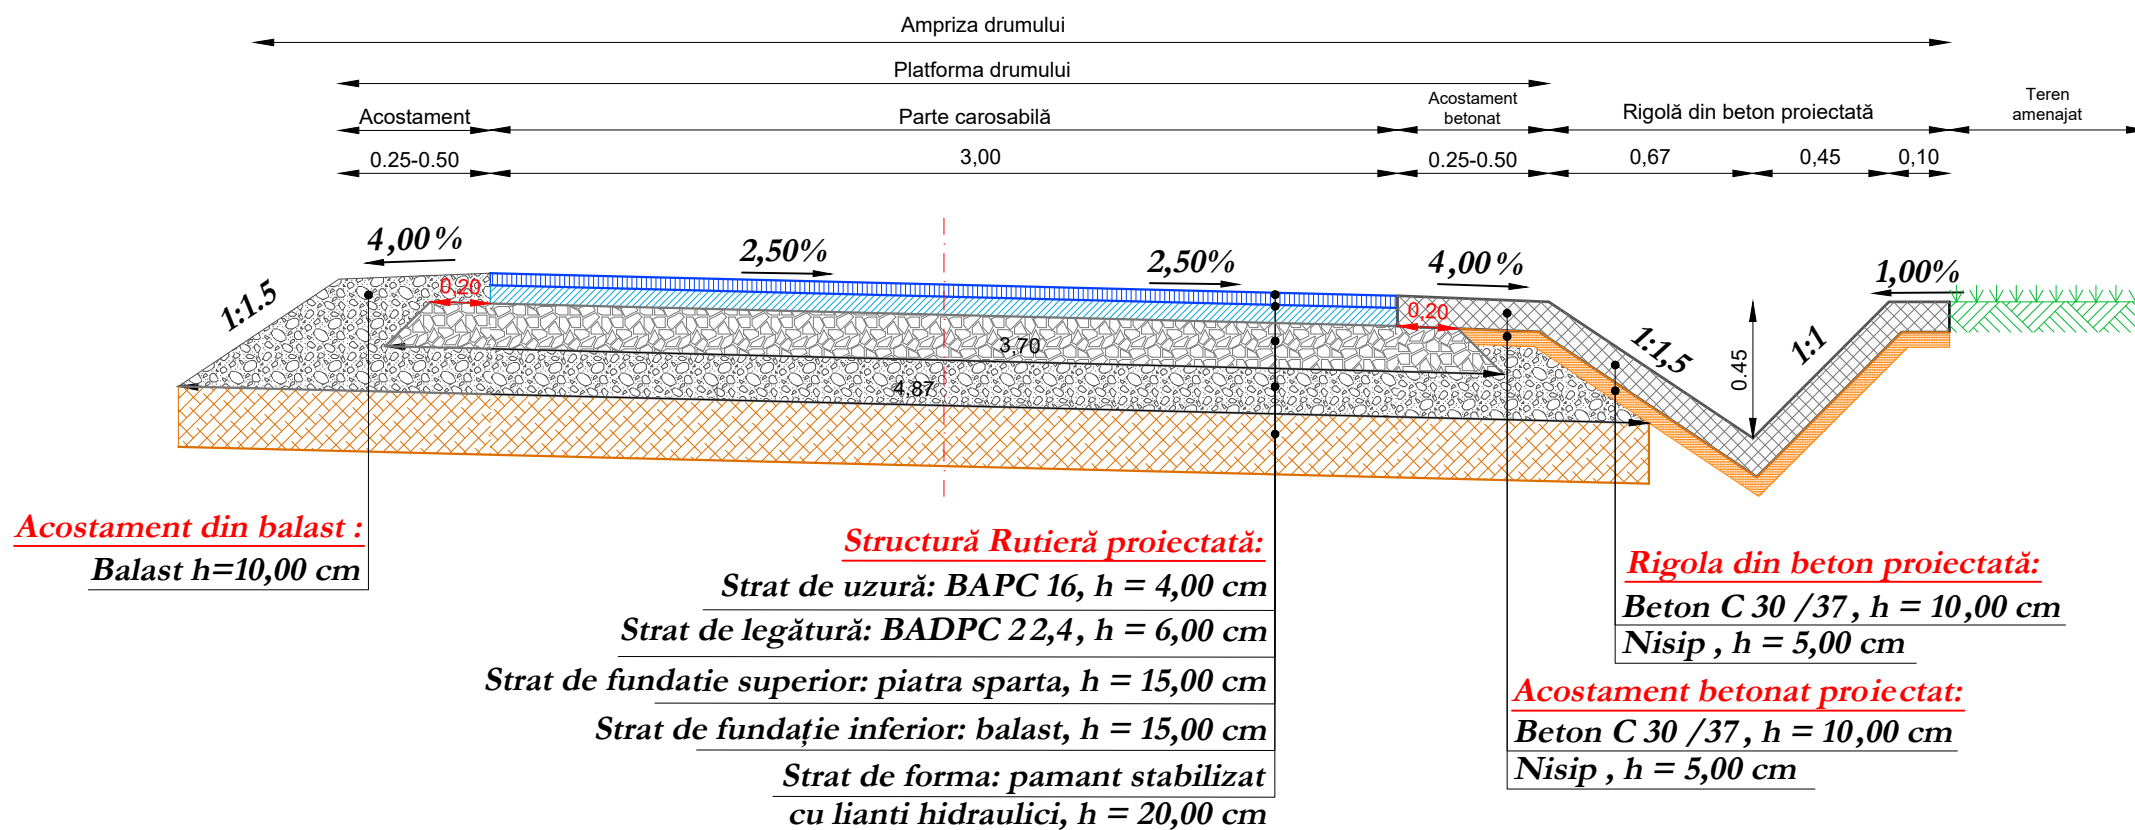 Ampriza drumului
Platforma drumului
Acostament
Parte carosabilă
Acostament
betonat
Rigolă din beton proiectată
Teren
amenajat
0.25-0.50
3,00
0.25-0.50
0,67
0,45
0,10
4,00%
2,50%
2,50%
4,00%
1,00%
1:1.5
0,20
0,20
3,70
4,87
1:1,5
0.45
1:1
Acostament din balast :
Balast h=10,00 cm
Structură Rutieră proiectată:
Strat de uzură: BAPC 16, h = 4,00 cm
Strat de legătură: BADPC 22,4, h = 6,00 cm
Strat de fundatie superior: piatra sparta, h = 15,00 cm
Strat de fundație inferior: balast, h = 15,00 cm
Strat de forma: pamant stabilizat
cu lianti hidraulici, h = 20,00 cm
Rigola din beton proiectată:
Beton C 30 /37, h = 10,00 cm
Nisip , h = 5,00 cm
Acostament betonat proiectat:
Beton C 30 /37, h = 10,00 cm
Nisip , h = 5,00 cm